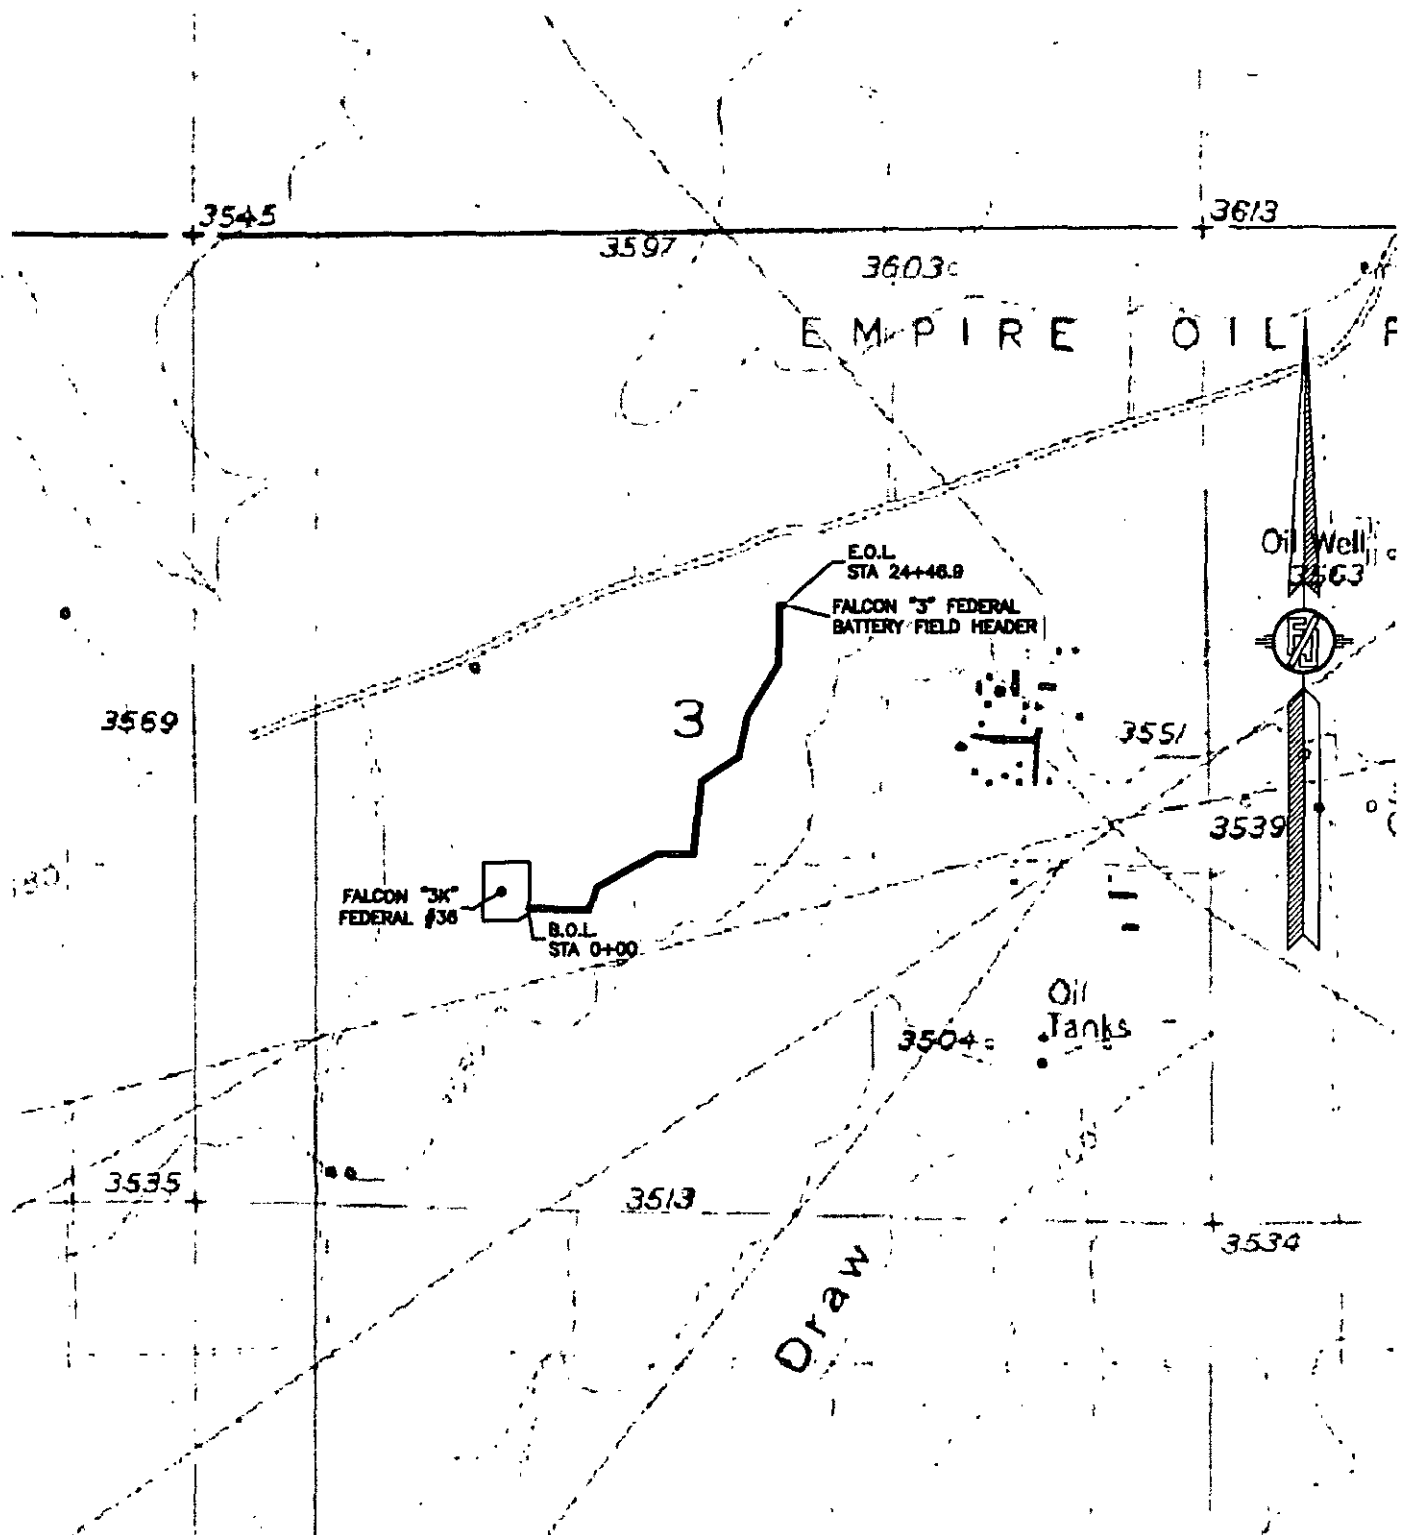 3545
3613
3597
3603
EMPIRE OIL F
Oil Well
3563
E.O.L.
STA 24+46.9
FALCON "3" FEDERAL
BATTERY FIELD HEADER
3
3569
3551
3539
FALCON "3K"
FEDERAL #36
B.O.L.
STA 0+00
Oil
Tanks
3504
3535
3513
3534
Draw